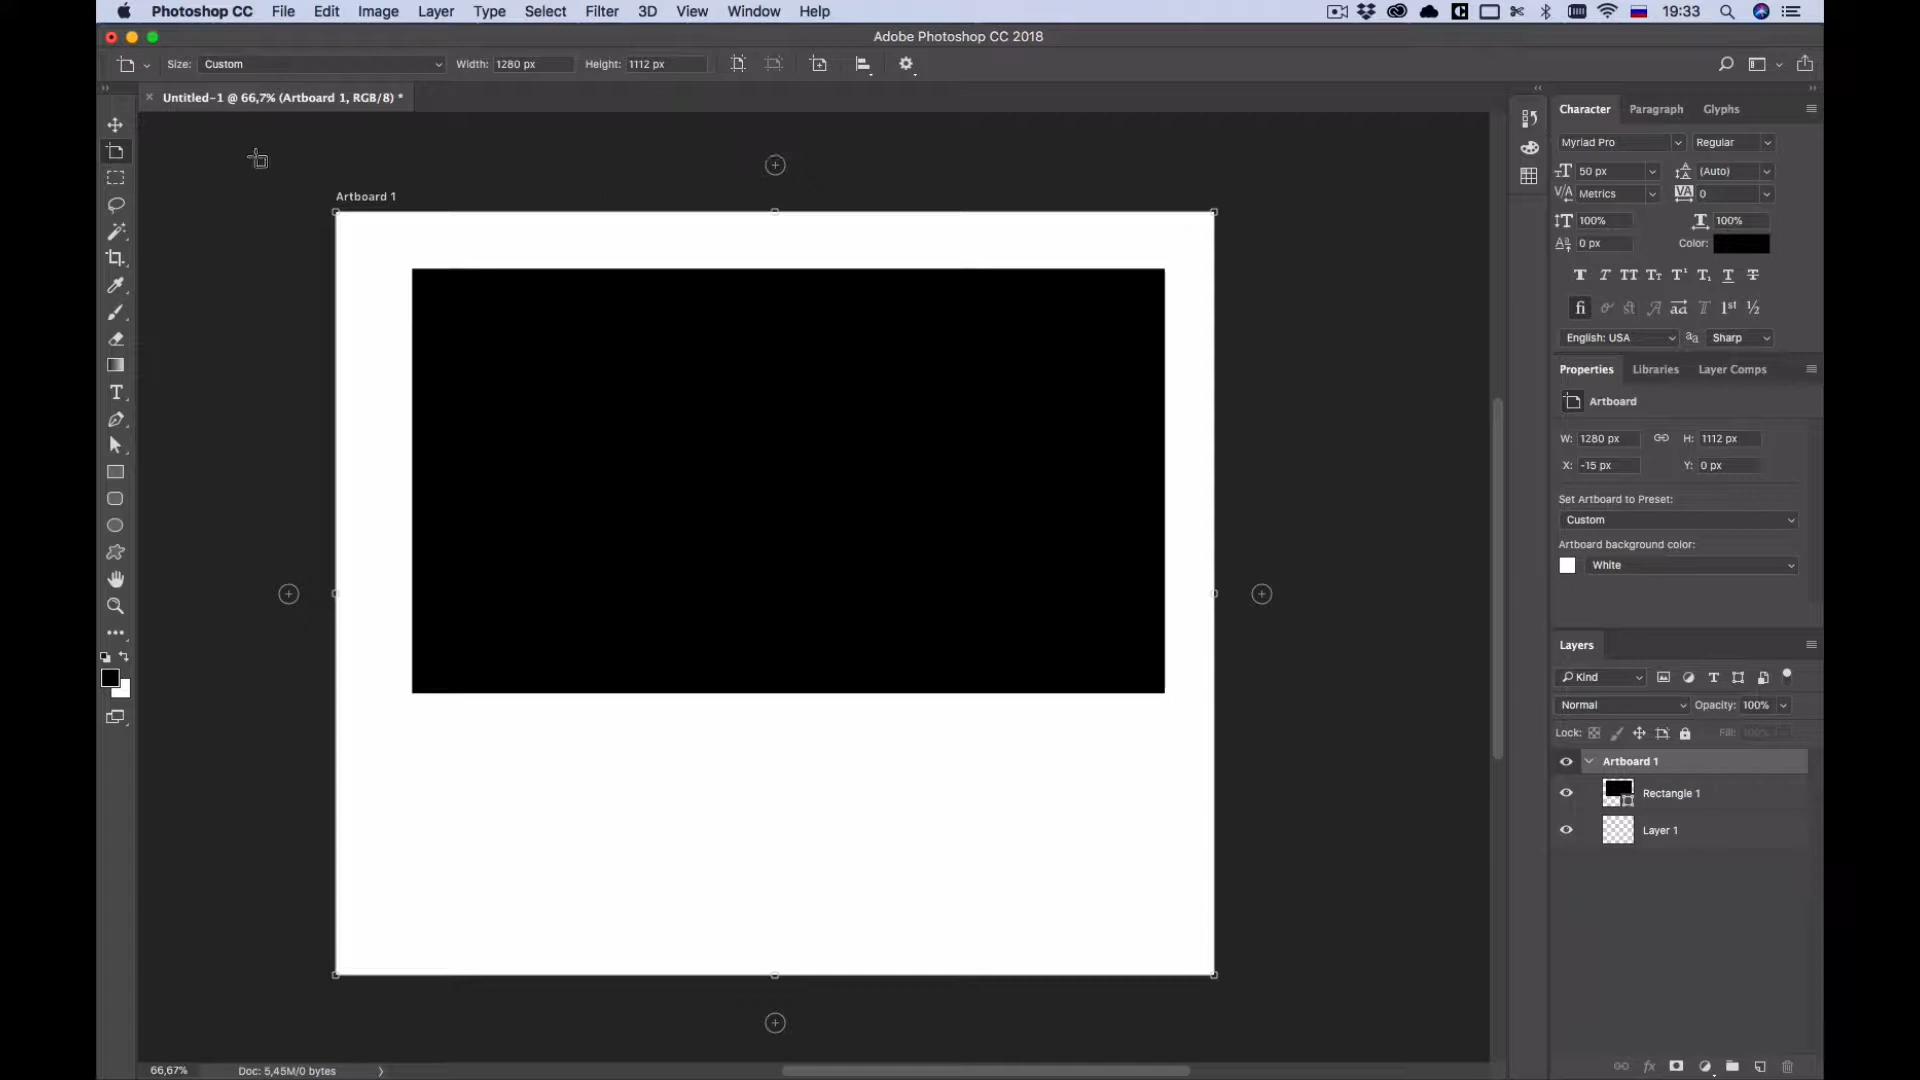 Photoshop CC File Edit Image Layer Type Select Filter 3D View Window Help 19:33
Adobe Photoshop CC 2018
Size: Custom Width: 1280 px Height: 1112 px
× Untitled-1 @ 66,7% (Artboard 1, RGB/8) *
Character Paragraph Glyphs
Myriad Pro Regular
50 px (Auto)
Metrics 0
100% 100%
0 px Color:
English: USA Sharp
Properties Libraries Layer Comps
Artboard
W: 1280 px H: 1112 px
X: -15 px Y: 0 px
Set Artboard to Preset:
Custom
Artboard background color:
White
Layers
Kind
Normal Opacity: 100%
Lock: Fill: 100%
Artboard 1
Rectangle 1
Layer 1
Artboard 1
66,67% Doc: 5,45M/0 bytes